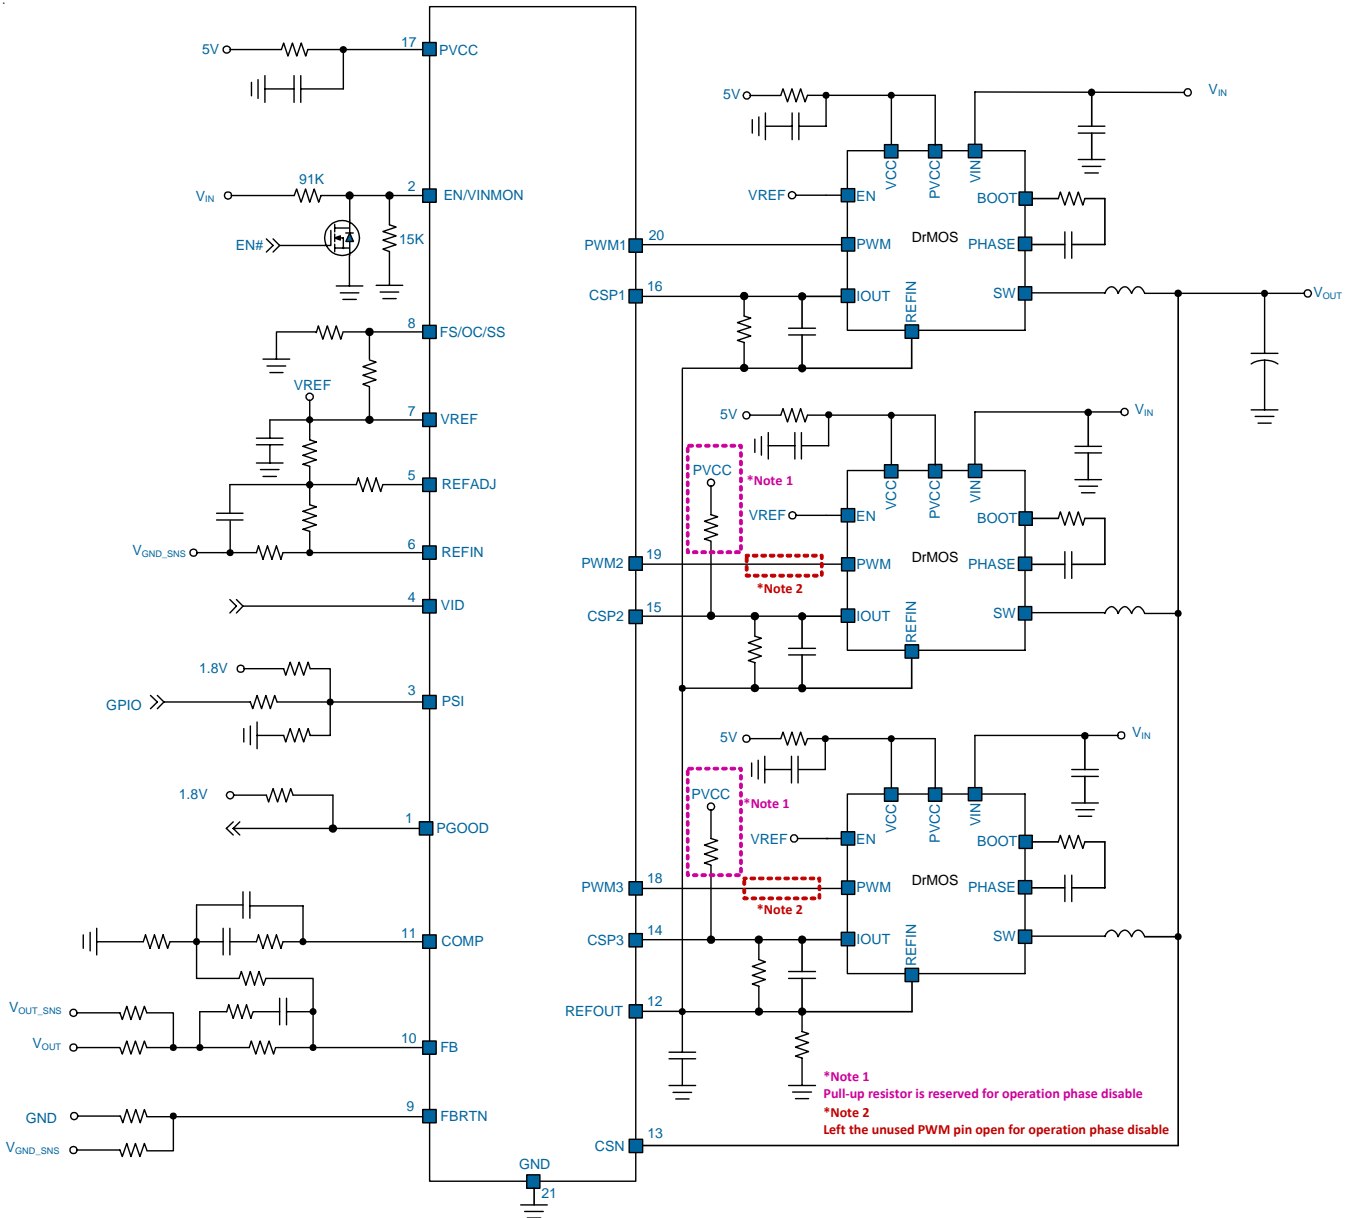 5V
17
PVCC
VIN
91K
2
EN/VINMON
EN#
15K
8
FS/OC/SS
VREF
7
VREF
5
REFADJ
VGND_SNS
6
REFIN
4
VID
1.8V
GPIO
3
PSI
1.8V
1
PGOOD
11
COMP
VOUT_SNS
VOUT
10
FB
GND
9
FBRTN
VGND_SNS
GND
21
PWM1
20
CSP1
16
PWM2
19
CSP2
15
PWM3
18
CSP3
14
REFOUT
12
CSN
13
5V
VIN
VCC
PVCC
VIN
VREF
EN
BOOT
PWM
DrMOS
PHASE
IOUT
REFIN
SW
VOUT
5V
VIN
PVCC
*Note 1
VCC
PVCC
VIN
VREF
EN
BOOT
PWM
DrMOS
PHASE
*Note 2
IOUT
REFIN
SW
5V
VIN
PVCC
*Note 1
VCC
PVCC
VIN
VREF
EN
BOOT
PWM
DrMOS
PHASE
*Note 2
IOUT
REFIN
SW
*Note 1
Pull-up resistor is reserved for operation phase disable
*Note 2
Left the unused PWM pin open for operation phase disable